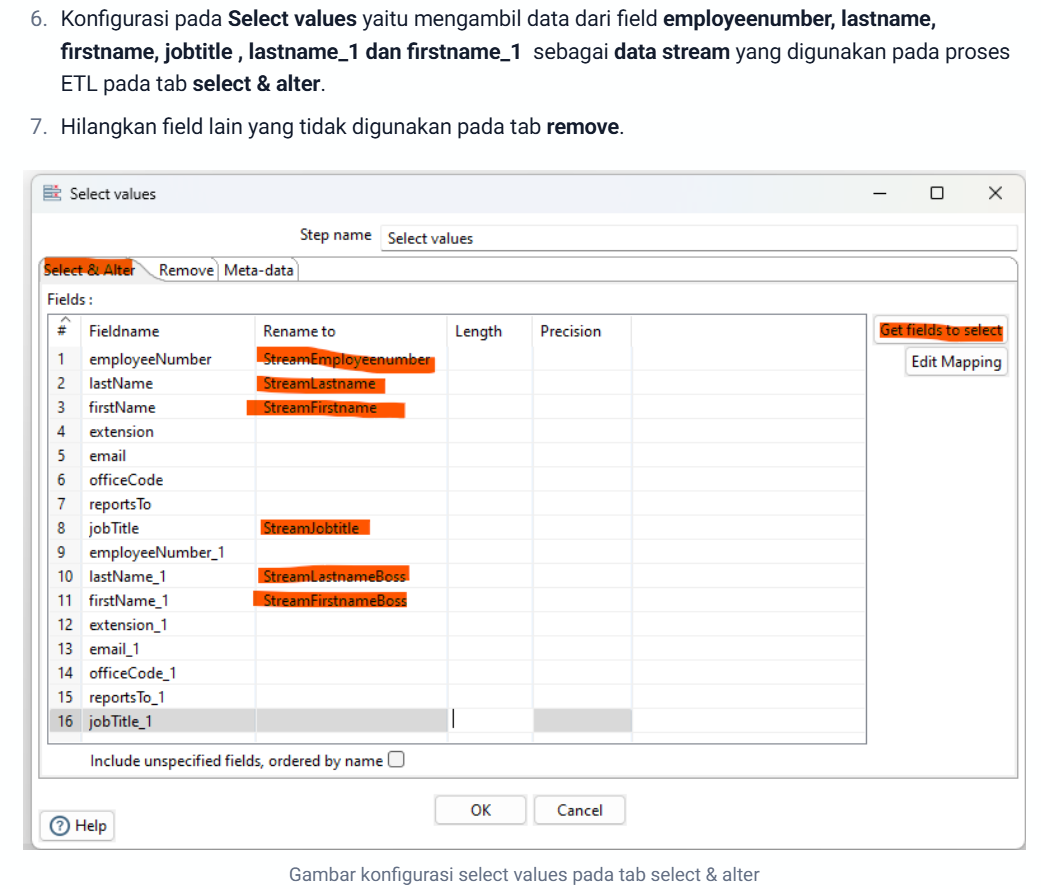 6. Konfigurasi pada Select values yaitu mengambil data dari field employeenumber, lastname,
firstname, jobtitle , lastname_1 dan firstname_1 sebagai data stream yang digunakan pada proses
ETL pada tab select & alter.
7. Hilangkan field lain yang tidak digunakan pada tab remove.
Select values
Step name Select values
Select & Alter Remove Meta-data
Fields :
# Fieldname Rename to Length Precision
Get fields to select
1 employeeNumber StreamEmployeenumber
Edit Mapping
2 lastName StreamLastname
3 firstName StreamFirstname
4 extension
5 email
6 officeCode
7 reportsTo
8 jobTitle StreamJobtitle
9 employeeNumber_1
10 lastName_1 StreamLastnameBoss
11 firstName_1 StreamFirstnameBoss
12 extension_1
13 email_1
14 officeCode_1
15 reportsTo_1
16 jobTitle_1
Include unspecified fields, ordered by name
OK Cancel
? Help
Gambar konfigurasi select values pada tab select & alter